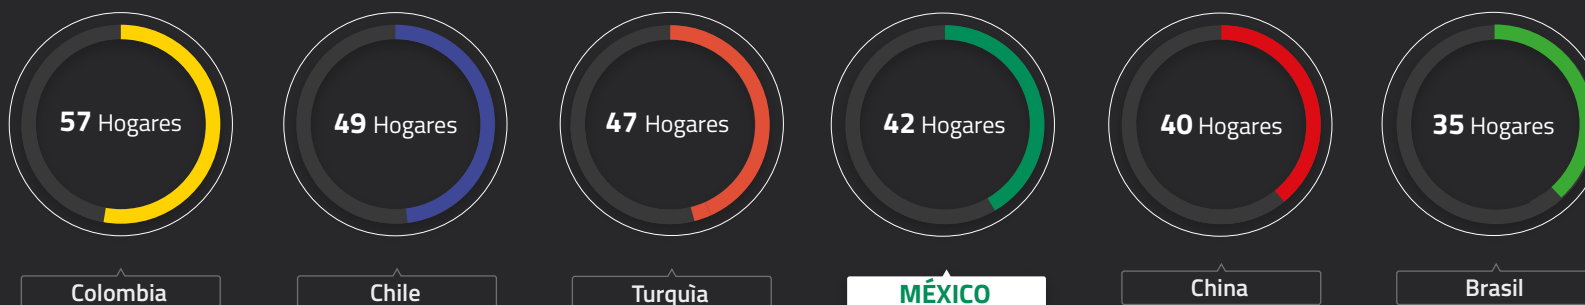 57 Hogares
49 Hogares
47 Hogares
42 Hogares
40 Hogares
35 Hogares
Colombia
Chile
Turquìa
MÉXICO
China
Brasil